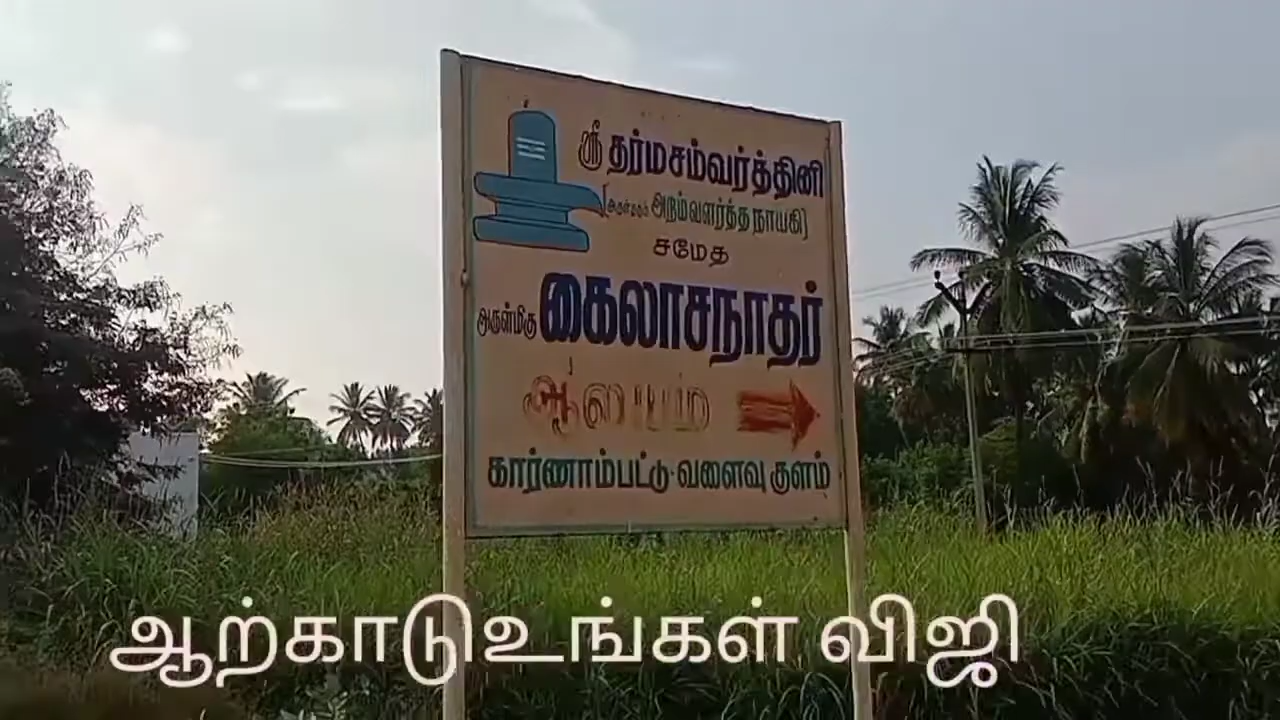 ஸ்ரீ தர்மசம்வர்த்தினி
அறம்வளர்த்த நாயகி)
சமேத
அருள்மிகு கைலாசநாதர்
ஆலயம்
கார்ணாம்பட்டு-வளைவு குளம்
ஆற்காடுஉங்கள் விஜி